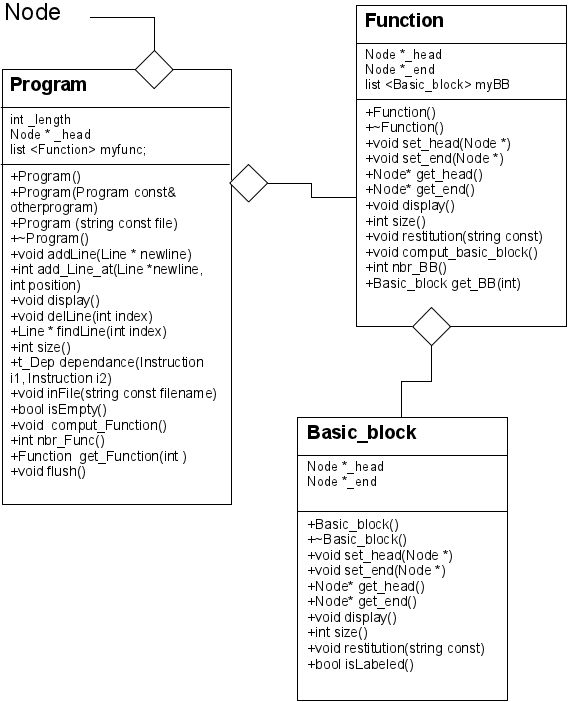 Node
Program
int _length
Node * _head
list <Function> myfunc;
+Program()
+Program(Program const&
otherprogram)
+Program (string const file)
+~Program()
+void addLine(Line * newline)
+int add_Line_at(Line *newline,
int position)
+void display()
+void delLine(int index)
+Line * findLine(int index)
+int size()
+t_Dep dependance(Instruction
i1, Instruction i2)
+void inFile(string const filename)
+bool isEmpty()
+void  comput_Function()
+int nbr_Func()
+Function  get_Function(int )
+void flush()
Function
Node *_head
Node *_end
list <Basic_block> myBB
+Function()
+~Function()
+void set_head(Node *)
+void set_end(Node *)
+Node* get_head()
+Node* get_end()
+void display()
+int size()
+void restitution(string const)
+void comput_basic_block()
+int nbr_BB()
+Basic_block get_BB(int)
Basic_block
Node *_head
Node *_end
+Basic_block()
+~Basic_block()
+void set_head(Node *)
+void set_end(Node *)
+Node* get_head()
+Node* get_end()
+void display()
+int size()
+void restitution(string const)
+bool isLabeled()